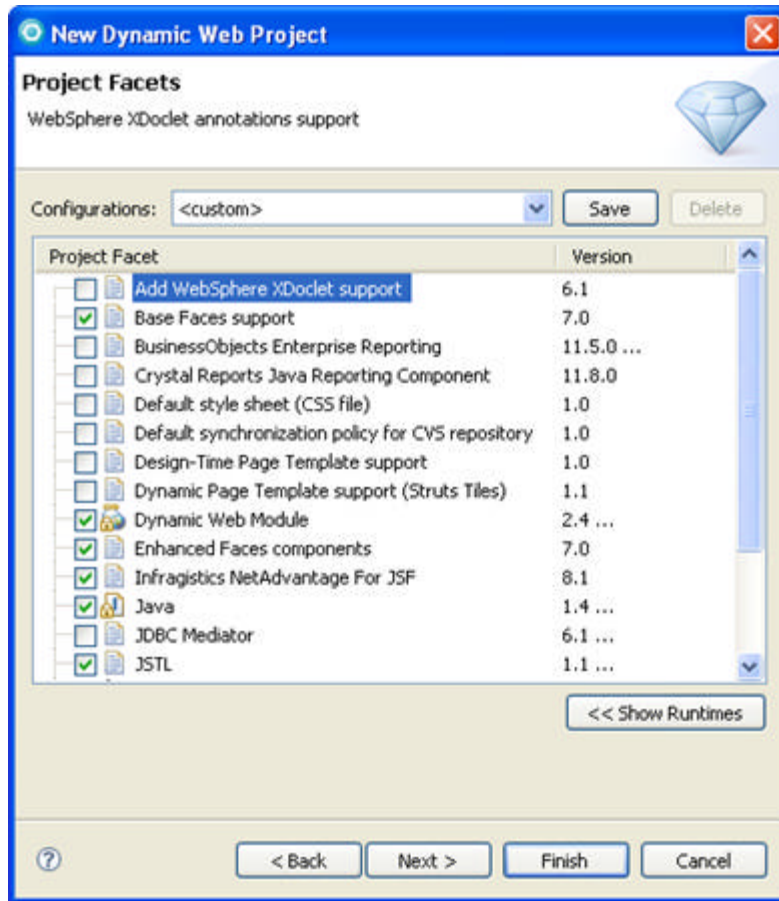 New Dynamic Web Project
Project Facets
WebSphere XDoclet annotations support
Configurations: <custom> Save Delete
Project Facet Version
Add WebSphere XDoclet support 6.1
Base Faces support 7.0
BusinessObjects Enterprise Reporting 11.5.0 ...
Crystal Reports Java Reporting Component 11.8.0
Default style sheet (CSS file) 1.0
Default synchronization policy for CVS repository 1.0
Design-Time Page Template support 1.0
Dynamic Page Template support (Struts Tiles) 1.1
Dynamic Web Module 2.4 ...
Enhanced Faces components 7.0
Infragistics NetAdvantage For JSF 8.1
Java 1.4 ...
JDBC Mediator 6.1 ...
JSTL 1.1 ...
<< Show Runtimes
? < Back Next > Finish Cancel